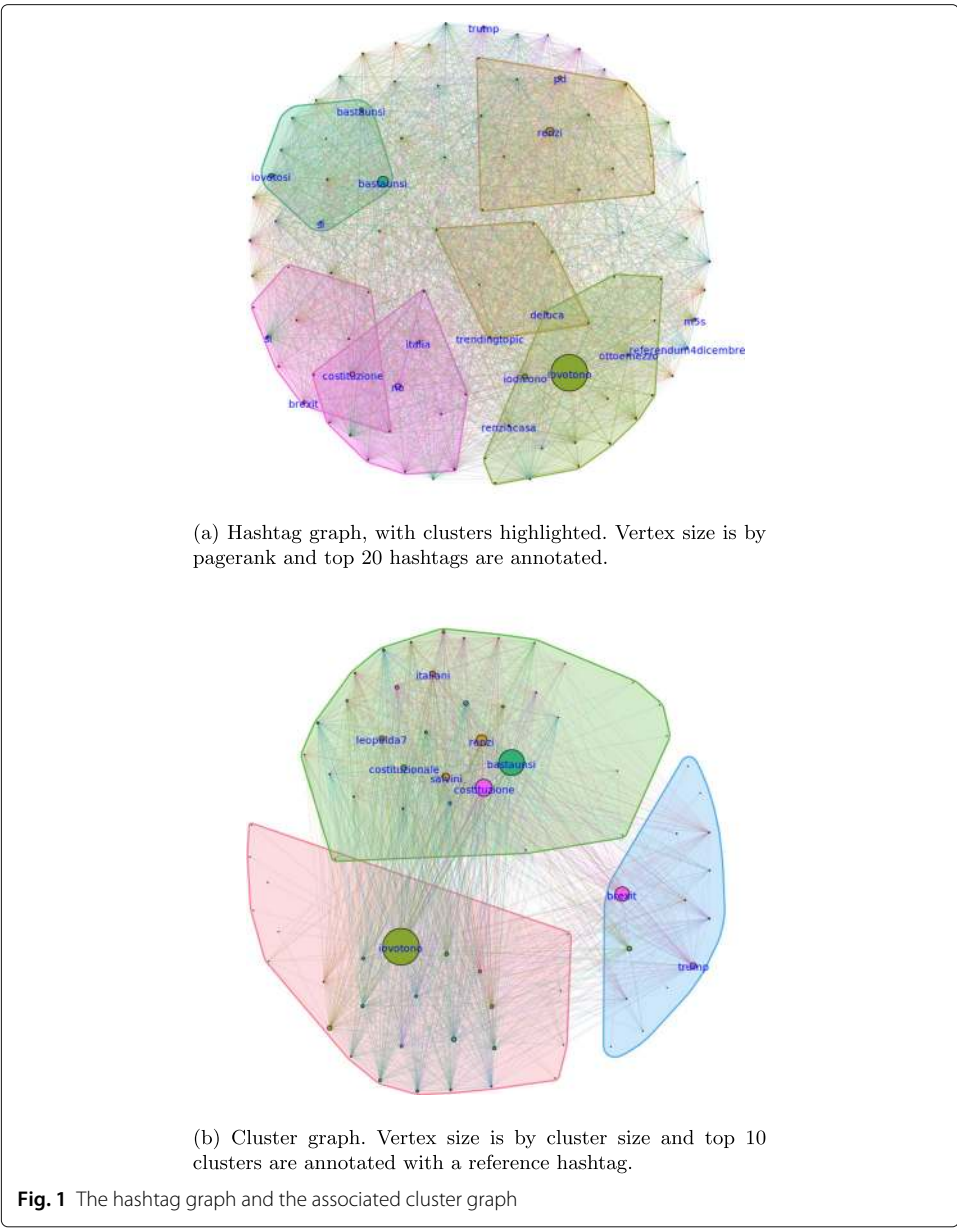 trump
pd
bastaunsi
renzi
iovotosi
bastaunsi
si
deluca
m5s
si
italia
trendingtopic
referendum4dicembre
ottoemezzo
costituzione
iodicono
iovotono
no
brexit
renziacasa
(a) Hashtag graph, with clusters highlighted. Vertex size is by
pagerank and top 20 hashtags are annotated.
italiani
leopolda7
renzi
bastaunsi
costituzionale
salvini
costituzione
brexit
iovotono
trump
(b) Cluster graph. Vertex size is by cluster size and top 10
clusters are annotated with a reference hashtag.
Fig. 1 The hashtag graph and the associated cluster graph